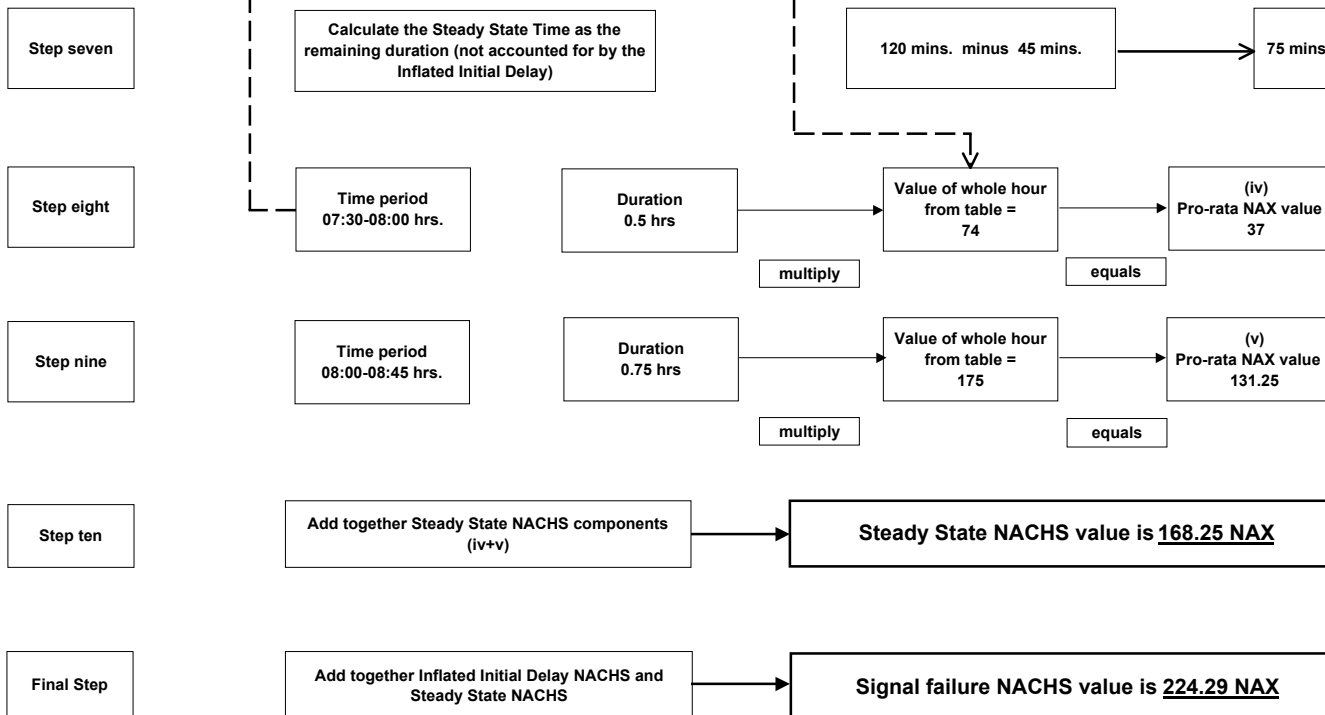 Step seven
Calculate the Steady State Time as the
remaining duration (not accounted for by the
Inflated Initial Delay)
120 mins. minus 45 mins.
75 mins
Step eight
Time period
07:30-08:00 hrs.
Duration
0.5 hrs
Value of whole hour
from table =
74
(iv)
Pro-rata NAX value
37
multiply
equals
Step nine
Time period
08:00-08:45 hrs.
Duration
0.75 hrs
Value of whole hour
from table =
175
(v)
Pro-rata NAX value
131.25
multiply
equals
Step ten
Add together Steady State NACHS components
(iv+v)
Steady State NACHS value is 168.25 NAX
Final Step
Add together Inflated Initial Delay NACHS and
Steady State NACHS
Signal failure NACHS value is 224.29 NAX